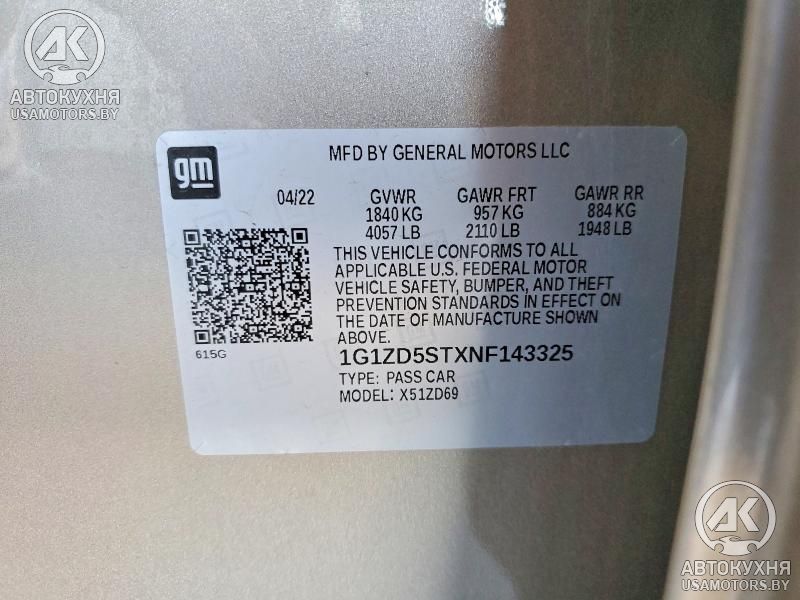 AK
АВТОКУХНЯ
USAMOTORS.BY
gm
MFD BY GENERAL MOTORS LLC
04/22 GVWR GAWR FRT GAWR RR
1840 KG 957 KG 884 KG
4057 LB 2110 LB 1948 LB
THIS VEHICLE CONFORMS TO ALL
APPLICABLE U.S. FEDERAL MOTOR
VEHICLE SAFETY, BUMPER, AND THEFT
PREVENTION STANDARDS IN EFFECT ON
THE DATE OF MANUFACTURE SHOWN
ABOVE.
615G
1G1ZD5STXNF143325
TYPE: PASS CAR
MODEL: X51ZD69
AK
АВТОКУХНЯ
USAMOTORS.BY